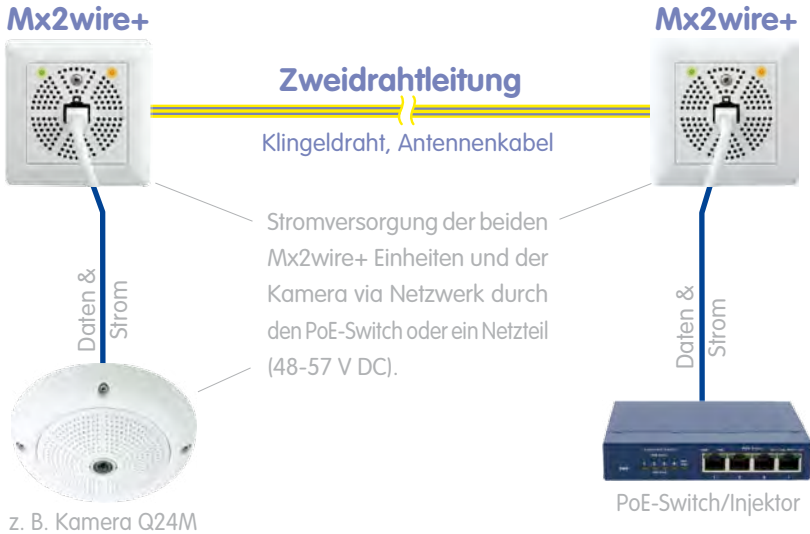 Mx2wire+
Mx2wire+
Zweidrahtleitung
Klingeldraht, Antennenkabel
Stromversorgung der beiden
Mx2wire+ Einheiten und der
Kamera via Netzwerk durch
den PoE-Switch oder ein Netzteil
(48-57 V DC).
Daten &
Strom
Daten &
Strom
z. B. Kamera Q24M
PoE-Switch/Injektor